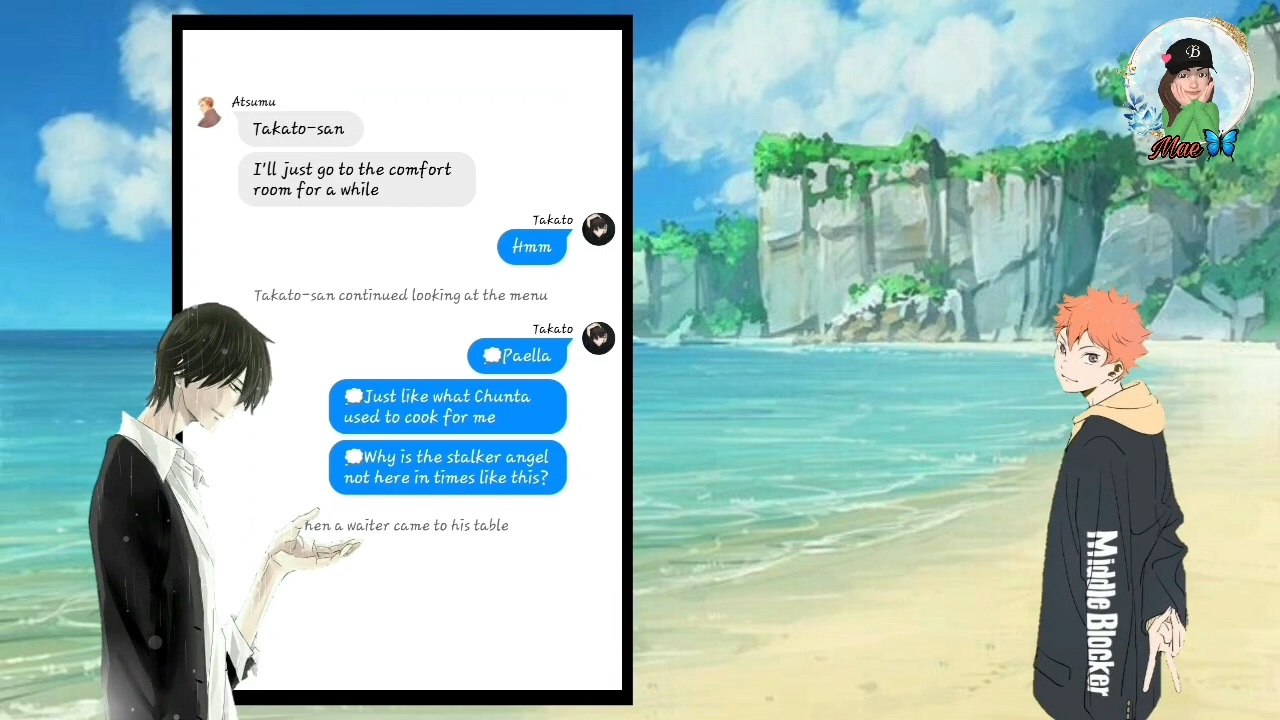 Atsumu
Takato-san
I'll just go to the comfort
room for a while
Takato
Hmm
Takato-san continued looking at the menu
Takato
Paella
Just like what Chunta
used to cook for me
Why is the stalker angel
not here in times like this?
hen a waiter came to his table
B
Mae
Middle Blocker